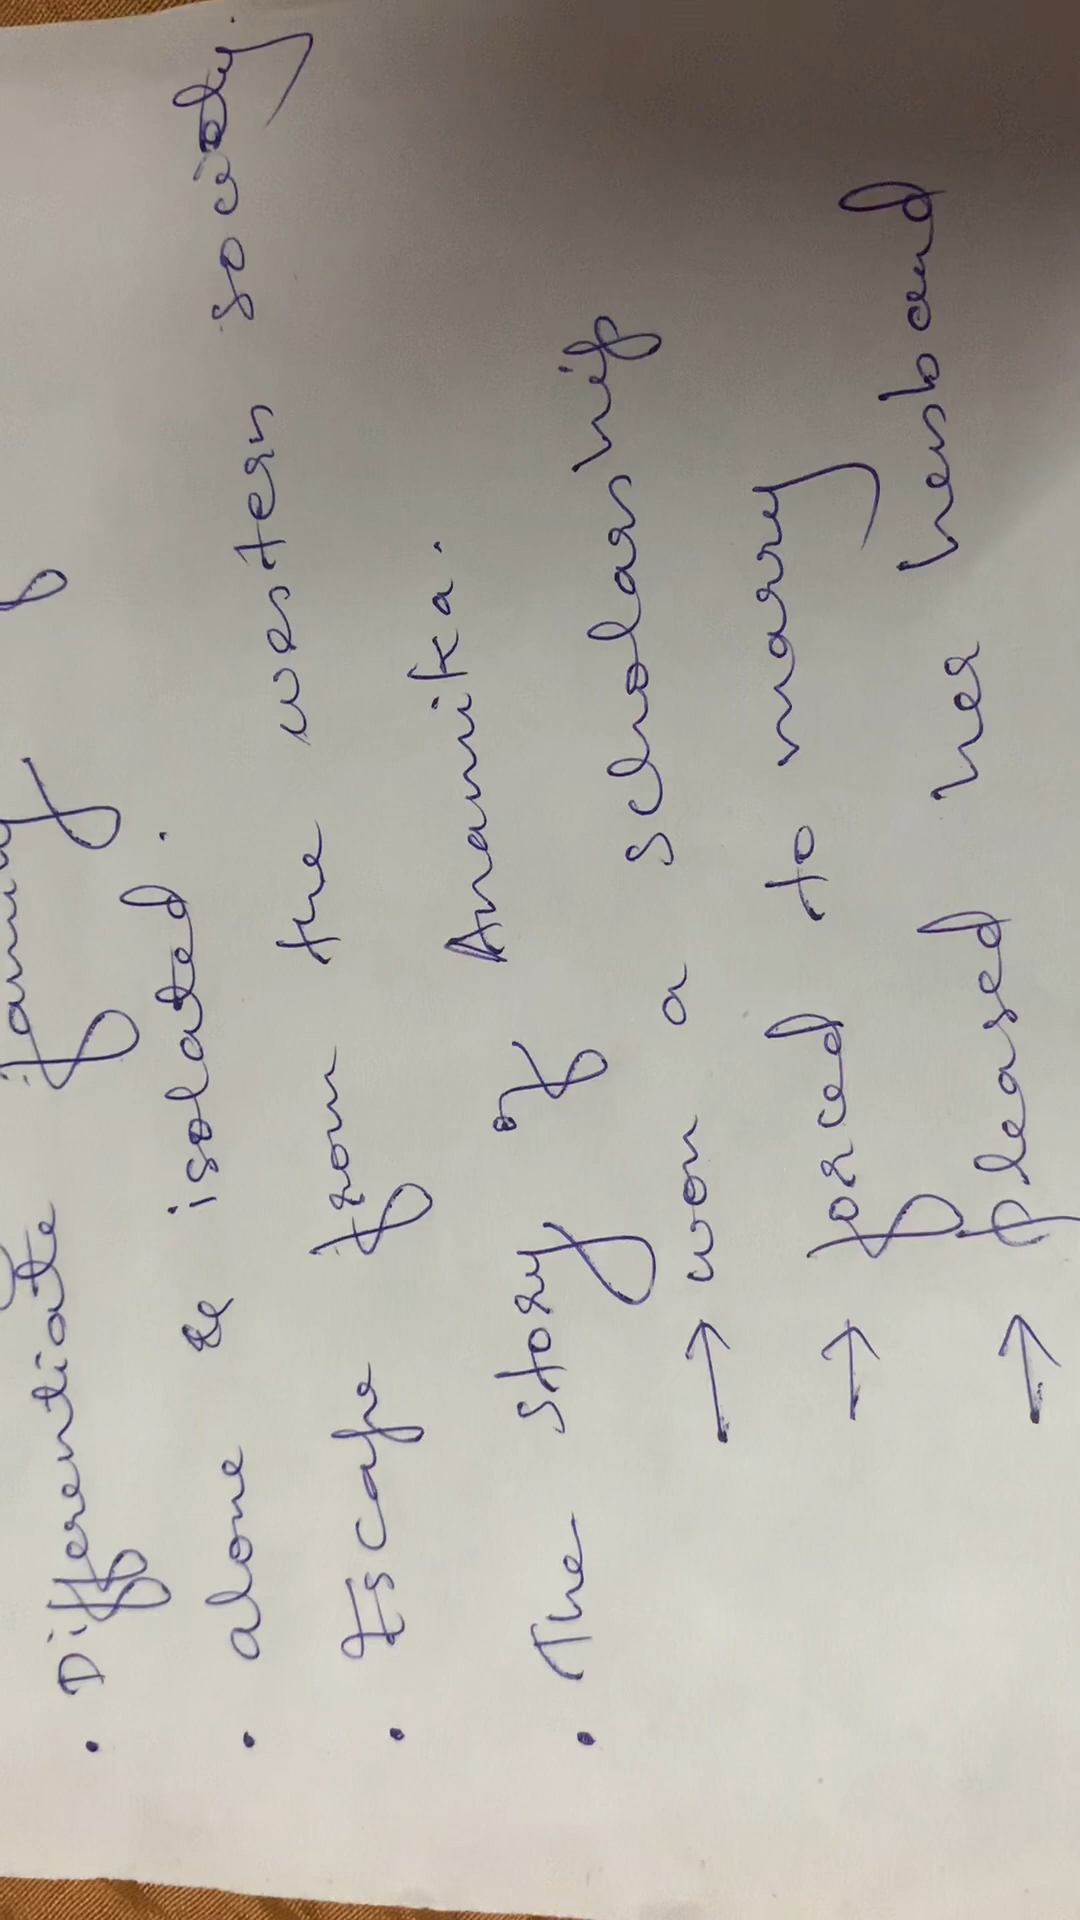 • Differentiate family
• alone & isolated.
• Escape from the western society.
• The story of Anamika.
→ won a scholarship
→ forced to marry
→ pleased her husband